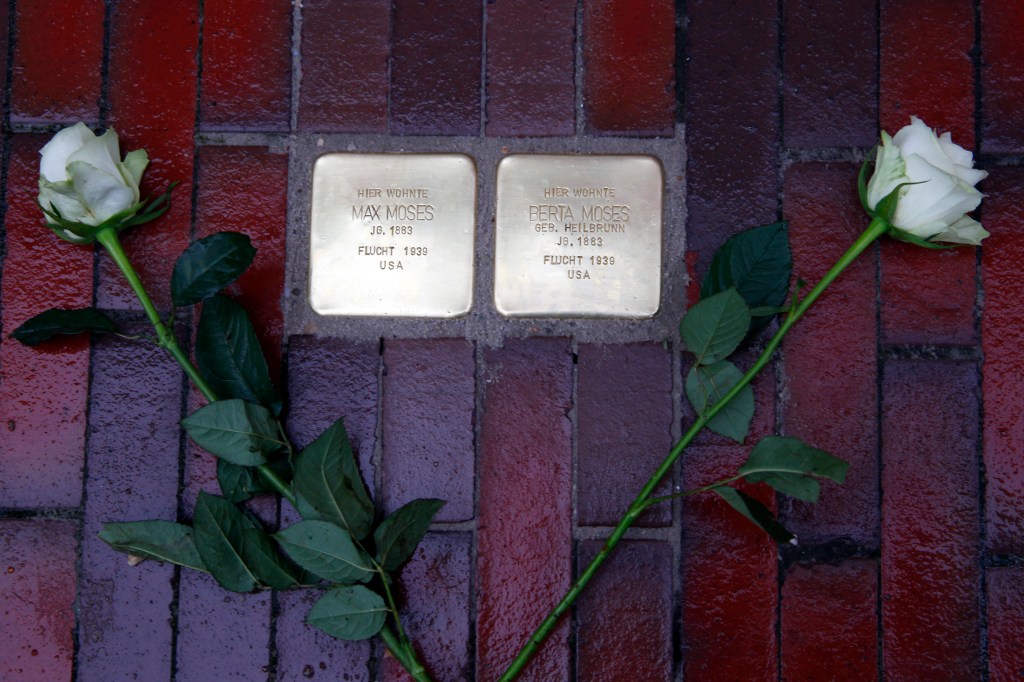 HIER WOHNTE
MAX MOSES
JG. 1883
FLUCHT 1939
USA
HIER WOHNTE
BERTA MOSES
GEB. HEILBRUNN
JG. 1883
FLUCHT 1939
USA